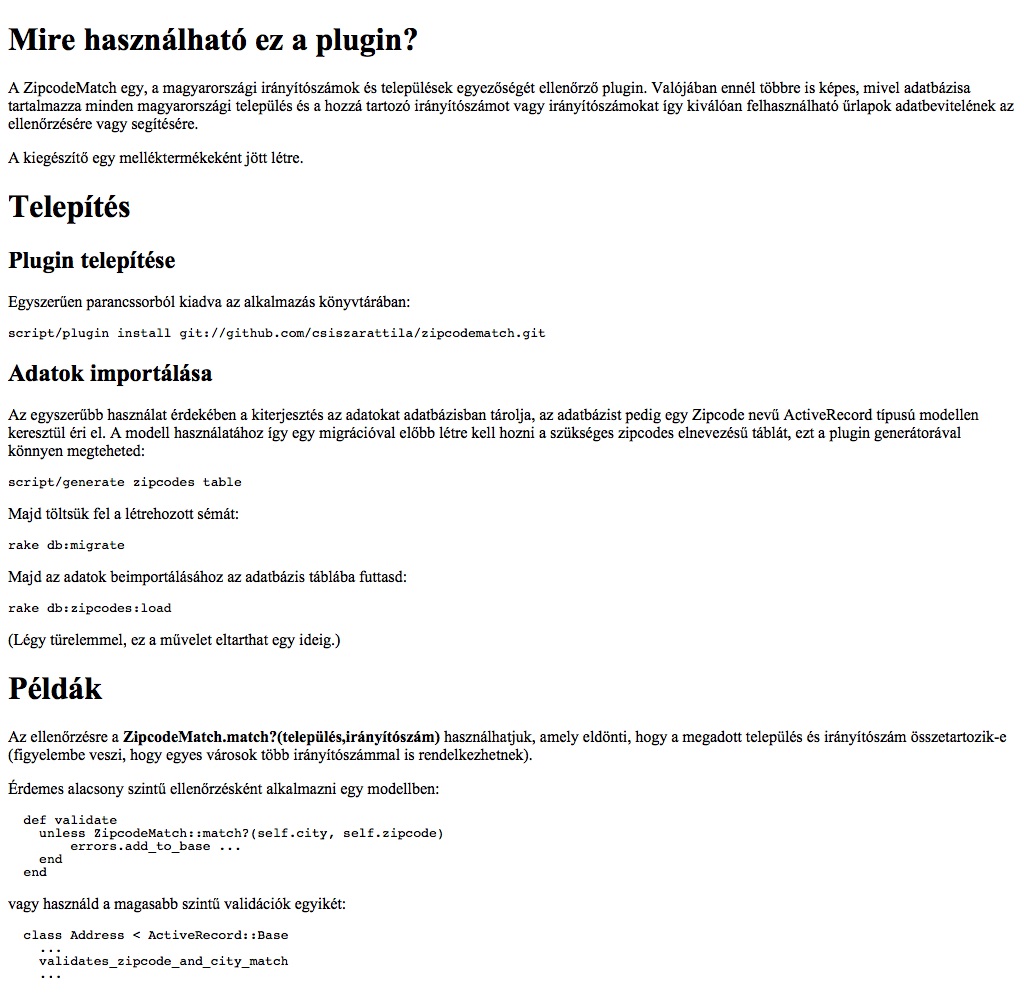 Mire használható ez a plugin?
A ZipcodeMatch egy, a magyarországi irányítószámok és települések egyezőségét ellenőrző plugin. Valójában ennél többre is képes, mivel adatbázisa
tartalmazza minden magyarországi település és a hozzá tartozó irányítószámot vagy irányítószámokat így kiválóan felhasználható űrlapok adatbevitelének az
ellenőrzésére vagy segítésére.
A kiegészítő egy melléktermékeként jött létre.
Telepítés
Plugin telepítése
Egyszerűen parancssorból kiadva az alkalmazás könyvtárában:
script/plugin install git://github.com/csiszarattila/zipcodematch.git
Adatok importálása
Az egyszerűbb használat érdekében a kiterjesztés az adatokat adatbázisban tárolja, az adatbázist pedig egy Zipcode nevű ActiveRecord típusú modellen
keresztül éri el. A modell használatához így egy migrációval előbb létre kell hozni a szükséges zipcodes elnevezésű táblát, ezt a plugin generátorával
könnyen megteheted:
script/generate zipcodes table
Majd töltsük fel a létrehozott sémát:
rake db:migrate
Majd az adatok beimportálásához az adatbázis táblába futtasd:
rake db:zipcodes:load
(Légy türelemmel, ez a művelet eltarthat egy ideig.)
Példák
Az ellenőrzésre a ZipcodeMatch.match?(település,irányítószám) használhatjuk, amely eldönti, hogy a megadott település és irányítószám összetartozik-e
(figyelembe veszi, hogy egyes városok több irányítószámmal is rendelkezhetnek).
Érdemes alacsony szintű ellenőrzésként alkalmazni egy modellben:
def validate
unless ZipcodeMatch::match?(self.city, self.zipcode)
errors.add_to_base ...
end
end
vagy használd a magasabb szintű validációk egyikét:
class Address < ActiveRecord::Base
...
validates_zipcode_and_city_match
...